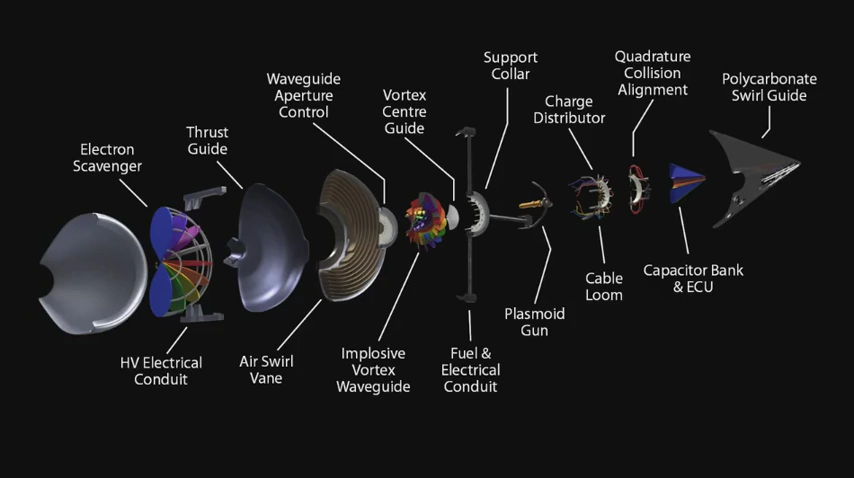 Support
Collar
Quadrature
Collision
Alignment
Waveguide
Aperture
Control
Vortex
Centre
Guide
Polycarbonate
Swirl Guide
Charge
Distributor
Thrust
Guide
Electron
Scavenger
Capacitor Bank
& ECU
Cable
Loom
Plasmoid
Gun
HV Electrical
Conduit
Air Swirl
Vane
Implosive
Vortex
Waveguide
Fuel &
Electrical
Conduit